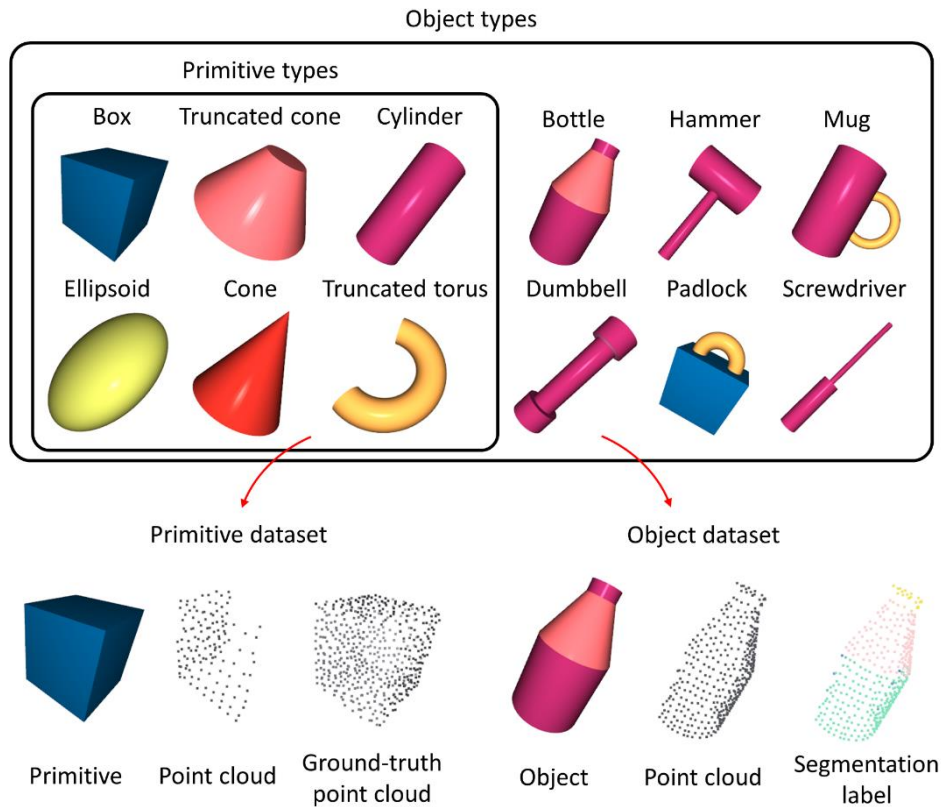 Object types
Primitive types
Box Truncated cone Cylinder
Bottle Hammer Mug
Ellipsoid Cone Truncated torus
Dumbbell Padlock Screwdriver
Primitive dataset
Object dataset
Primitive Point cloud Ground-truth
point cloud
Object Point cloud Segmentation
label